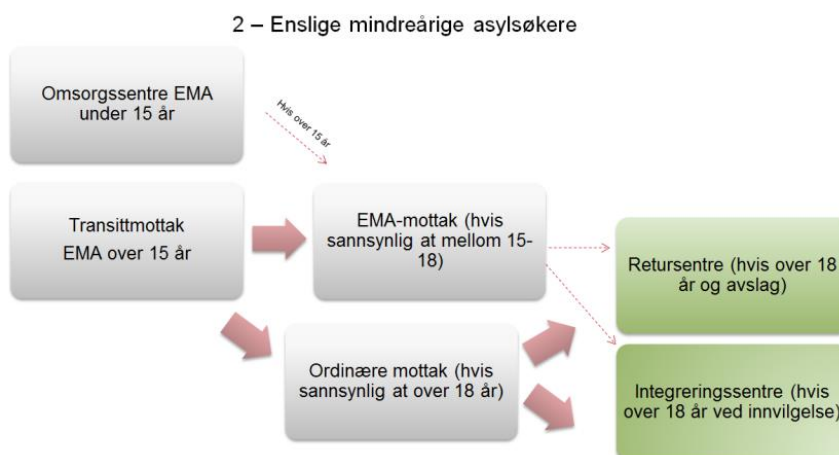 2 – Enslige mindreårige asylsøkere
Omsorgssentre EMA
under 15 år
Hvis over 15 år
Transittmottak
EMA over 15 år
EMA-mottak (hvis
sannsynlig at mellom 15-
18)
Retursentre (hvis over 18
år og avslag)
Ordinære mottak (hvis
sannsynlig at over 18 år)
Integreringssentre (hvis
over 18 år ved innvilgelse)